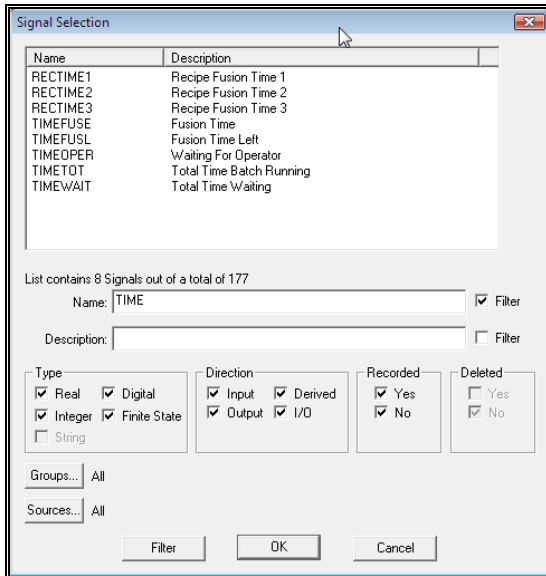 Signal Selection
Name Description
RECTIME1 Recipe Fusion Time 1
RECTIME2 Recipe Fusion Time 2
RECTIME3 Recipe Fusion Time 3
TIMEFUSE Fusion Time
TIMEFUSL Fusion Time Left
TIMEOPER Waiting For Operator
TIMETOT Total Time Batch Running
TIMEWAIT Total Time Waiting
List contains 8 Signals out of a total of 177
Name: TIME Filter
Description: Filter
Type Direction Recorded Deleted
Real Digital Input Derived Yes Yes
Integer Finite State Output I/O No No
String
Groups... All
Sources... All
Filter OK Cancel